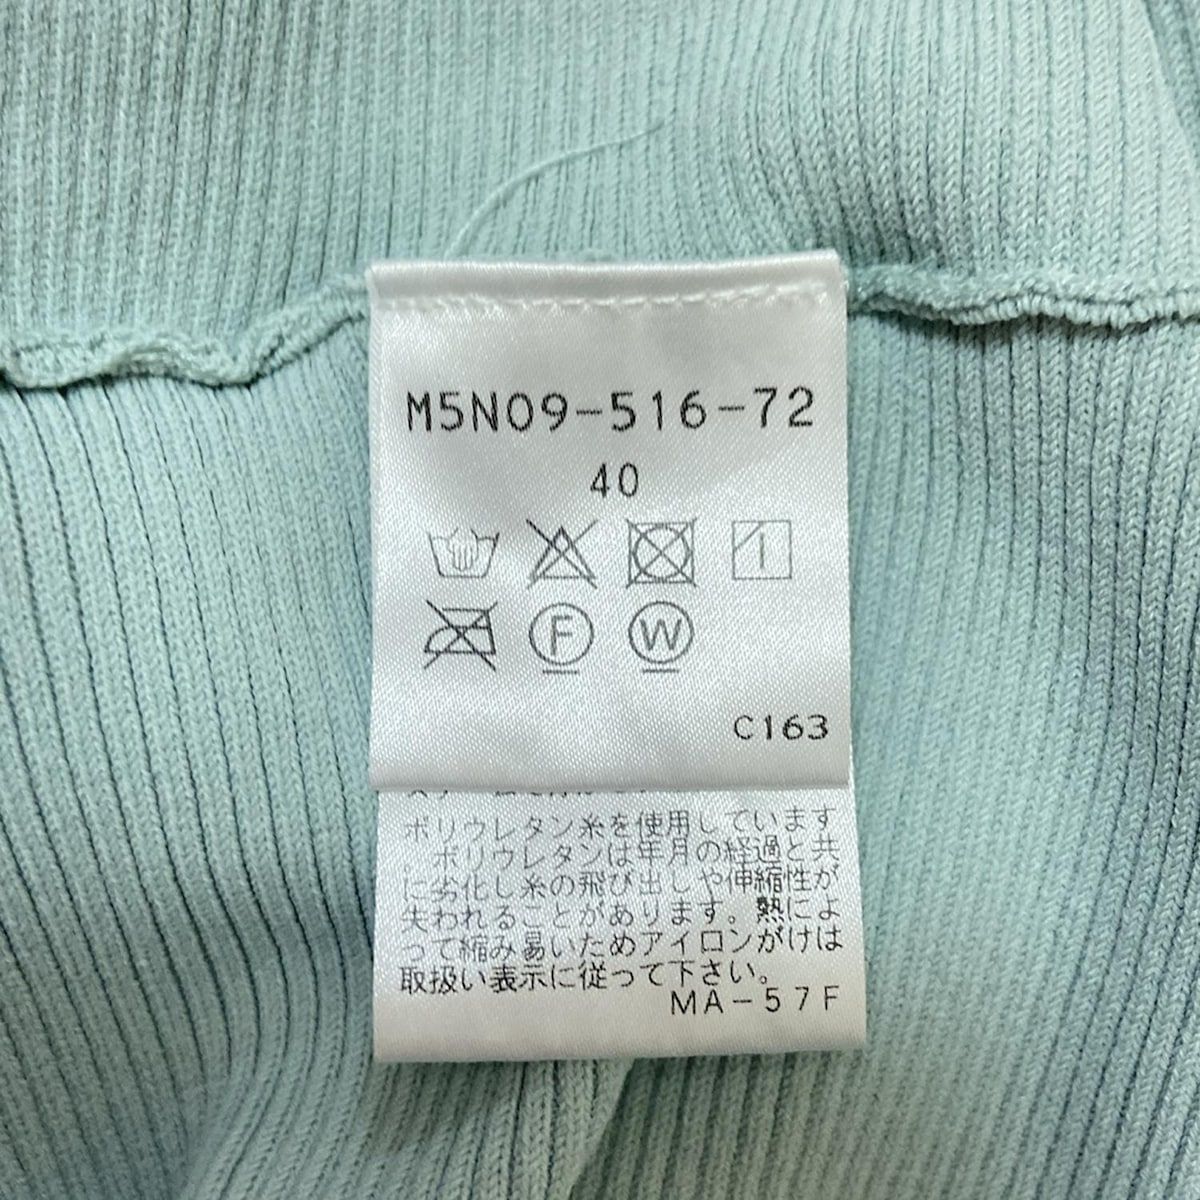 M5N09-516-72
40
F W
C163
ポリウレタン糸を使用しています
。ポリウレタンは年月の経過と共
に劣化し糸の飛び出しや伸縮性が
失われることがあります。熱によ
って縮み易いためアイロンがけは
取扱い表示に従って下さい。
MA-57F